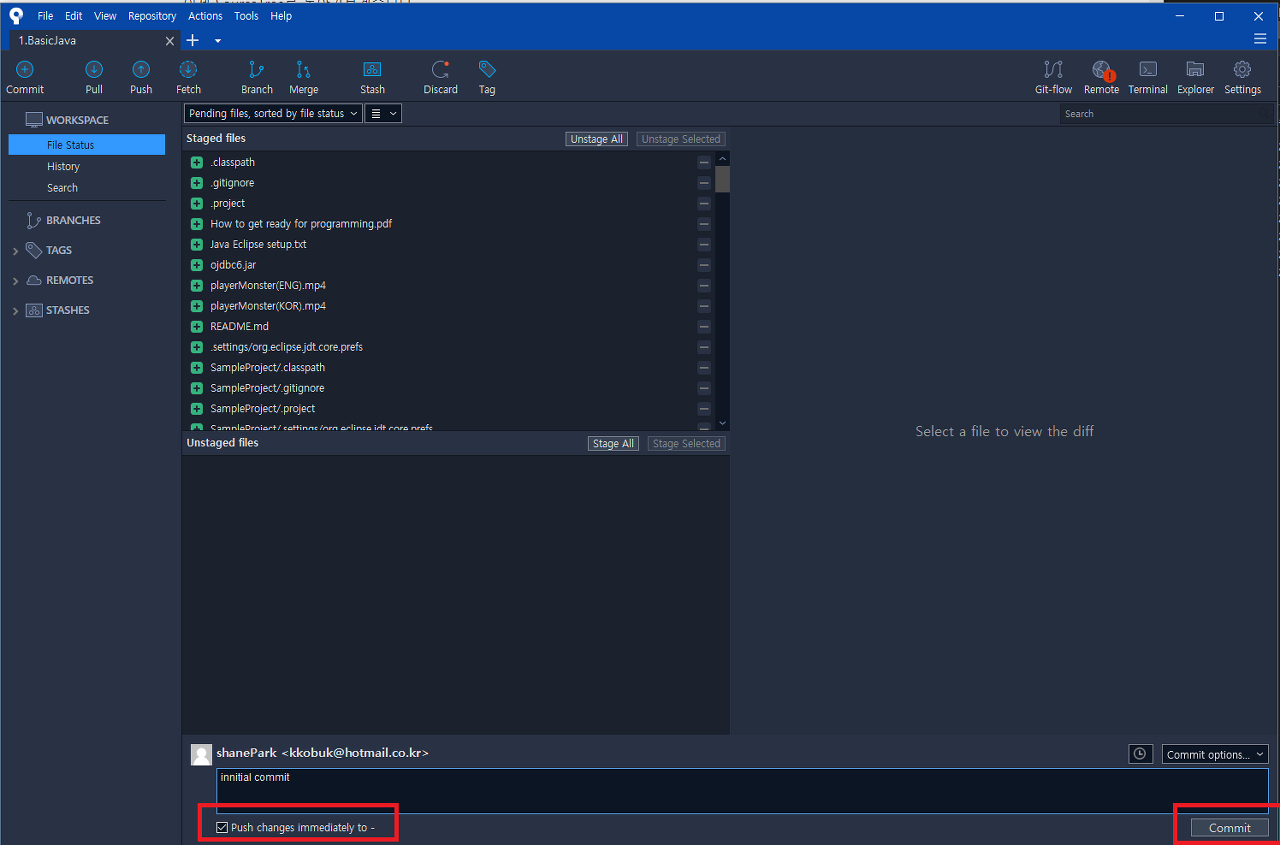 File Edit View Repository Actions Tools Help
1.BasicJava
Commit Pull Push Fetch Branch Merge Stash Discard Tag Git-flow Remote Terminal Explorer Settings
WORKSPACE
File Status
History
Search
BRANCHES
TAGS
REMOTES
STASHES
Pending files, sorted by file status
Search
Staged files Unstage All Unstage Selected
.classpath
.gitignore
.project
How to get ready for programming.pdf
Java Eclipse setup.txt
ojdbc6.jar
playerMonster(ENG).mp4
playerMonster(KOR).mp4
README.md
.settings/org.eclipse.jdt.core.prefs
SampleProject/.classpath
SampleProject/.gitignore
SampleProject/.project
SampleProject/.settings/org.eclipse.jdt.core.prefs
Unstaged files Stage All Stage Selected
Select a file to view the diff
shanePark <kkobuk@hotmail.co.kr>
Commit options...
innitial commit
Push changes immediately to -
Commit